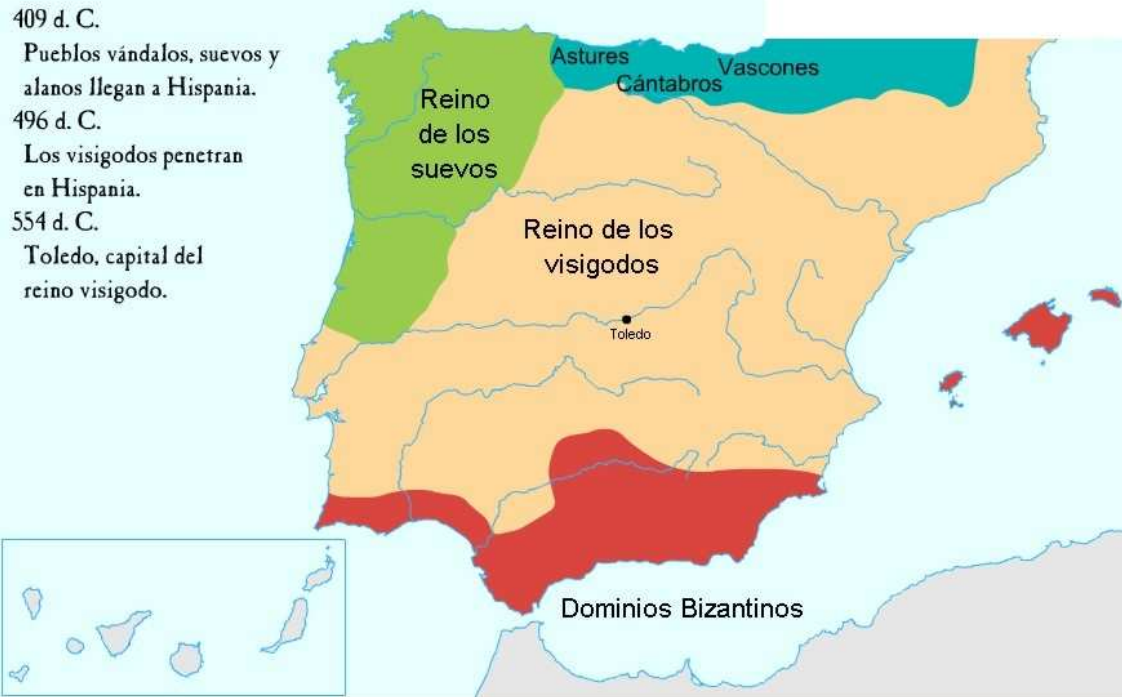 409 d. C.
Pueblos vándalos, suevos y
alanos llegan a Hispania.
496 d. C.
Los visigodos penetran
en Hispania.
554 d. C.
Toledo, capital del
reino visigodo.
Astures
Cántabros
Vascones
Reino
de los
suevos
Reino de los
visigodos
Toledo
Dominios Bizantinos